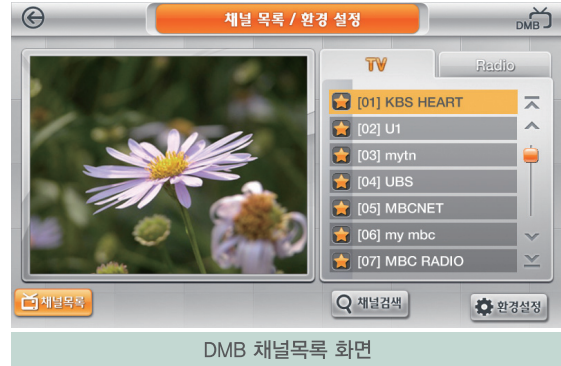 채널 목록 / 환경 설정
DMB
TV
Radio
[01] KBS HEART
[02] U1
[03] mytn
[04] UBS
[05] MBCNET
[06] my mbc
[07] MBC RADIO
채널목록
채널검색
환경설정
DMB 채널목록 화면